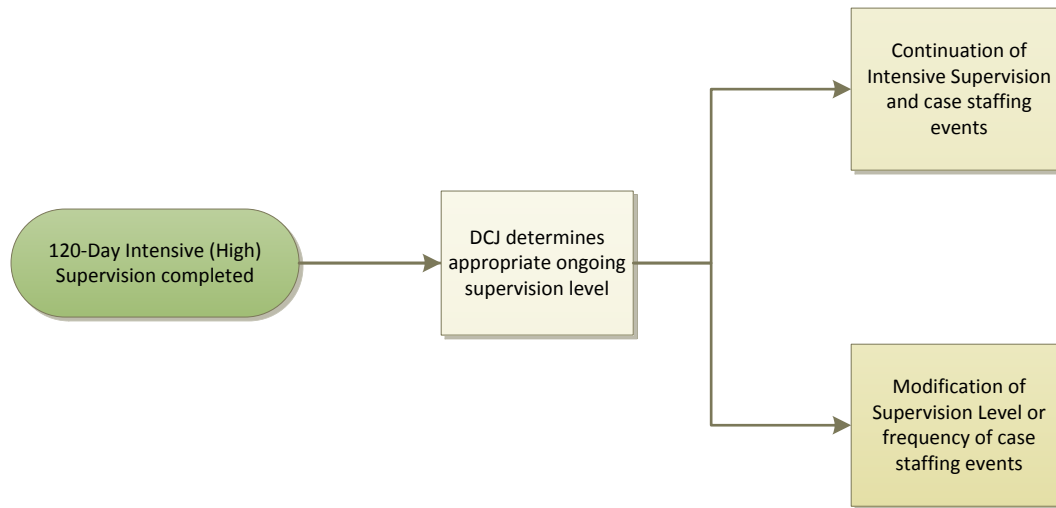 120-Day Intensive (High)
Supervision completed
DCJ determines
appropriate ongoing
supervision level
Continuation of
Intensive Supervision
and case staffing
events
Modification of
Supervision Level or
frequency of case
staffing events